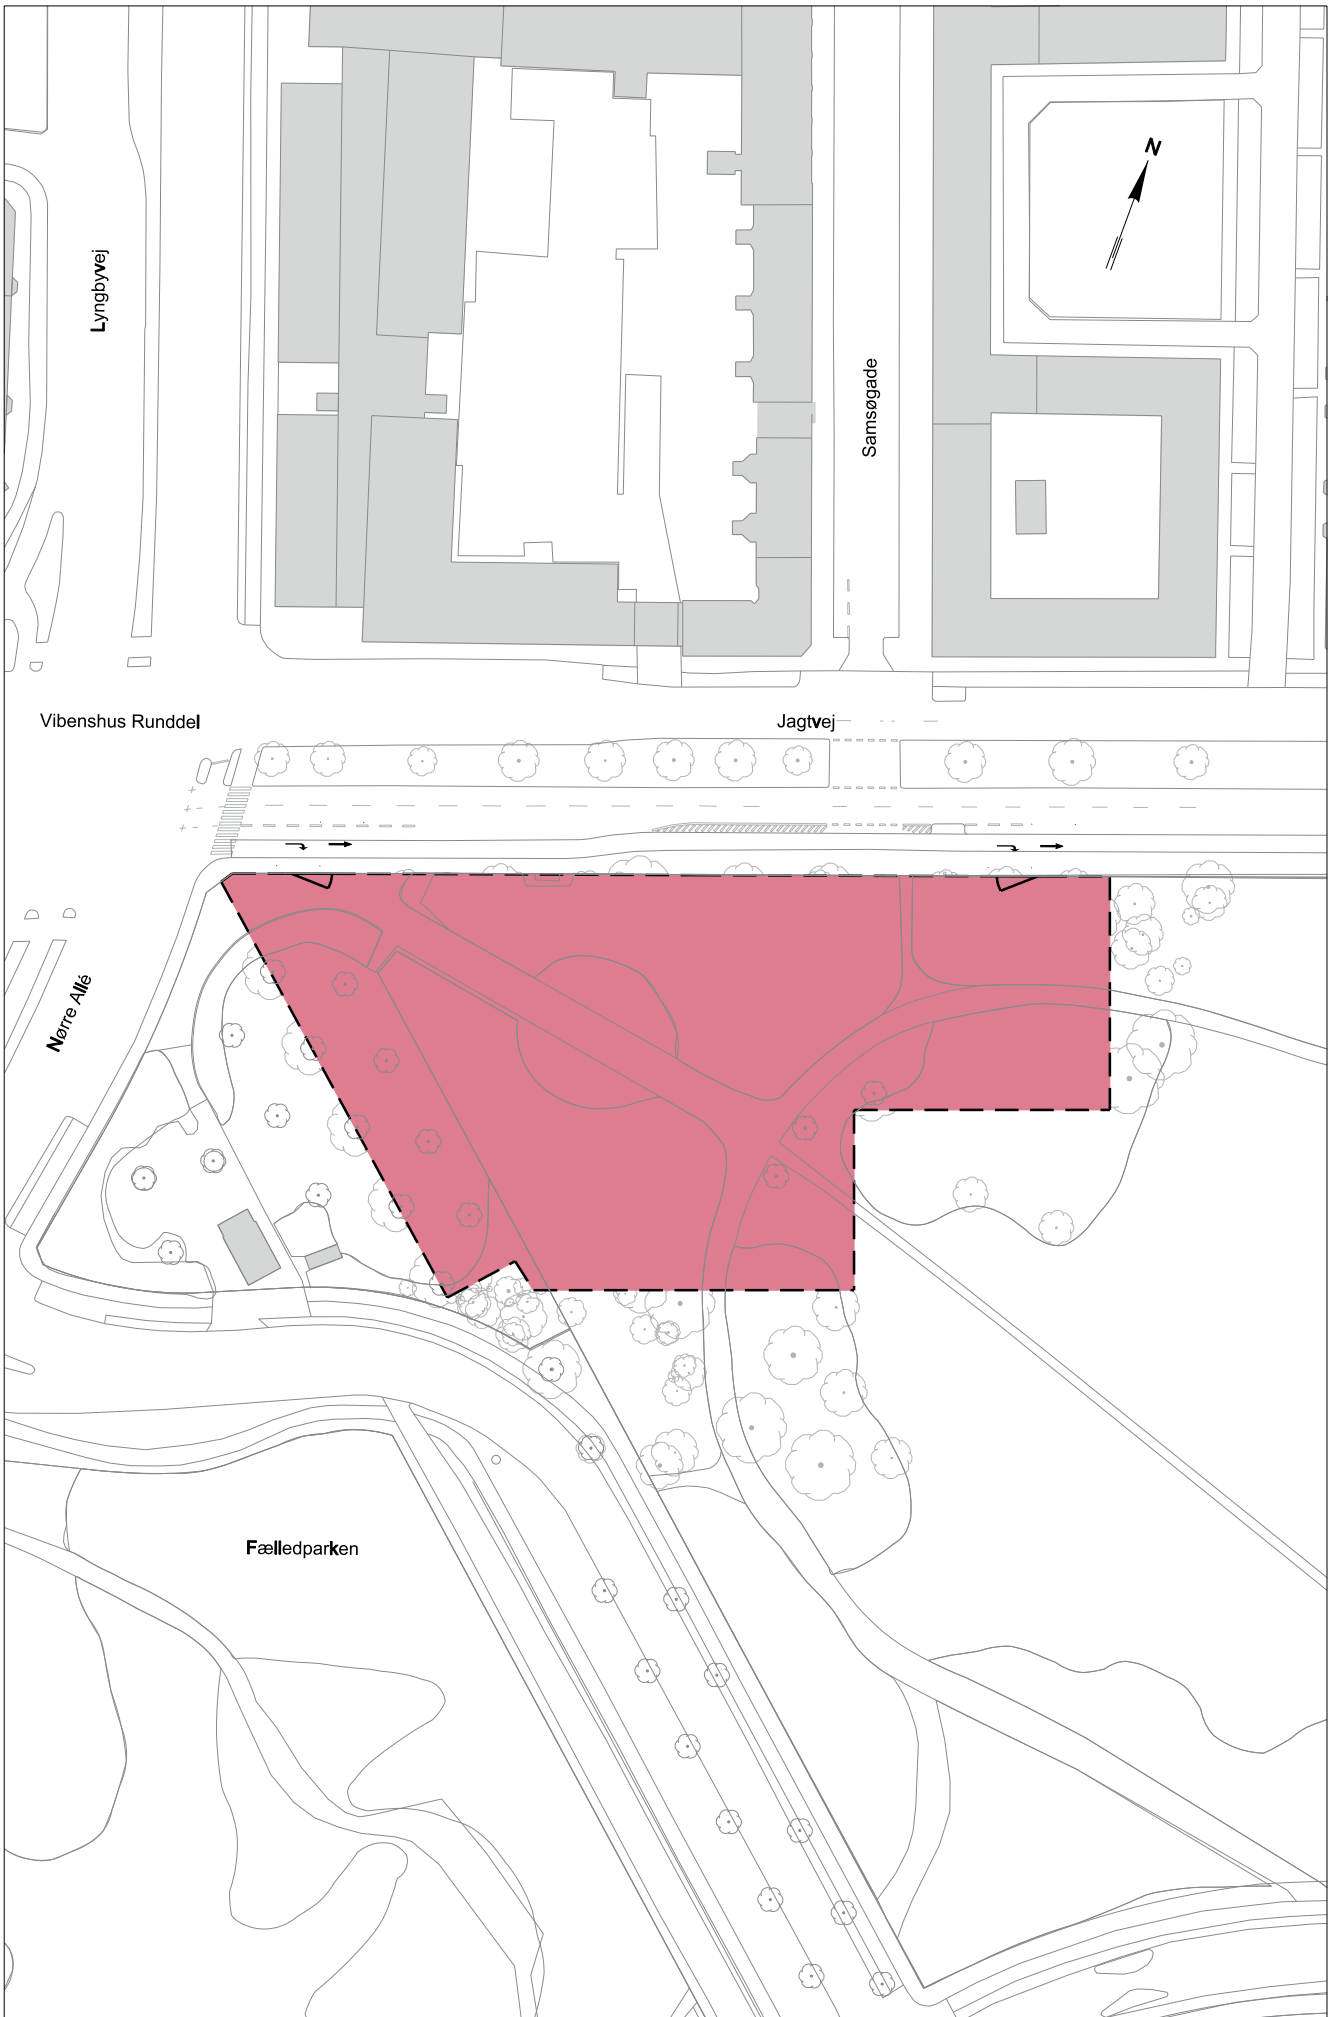 N
Lyngbyvej
Samsøgade
Vibenshus Runddel
Jagtvej
Nørre Allé
Fælledparken